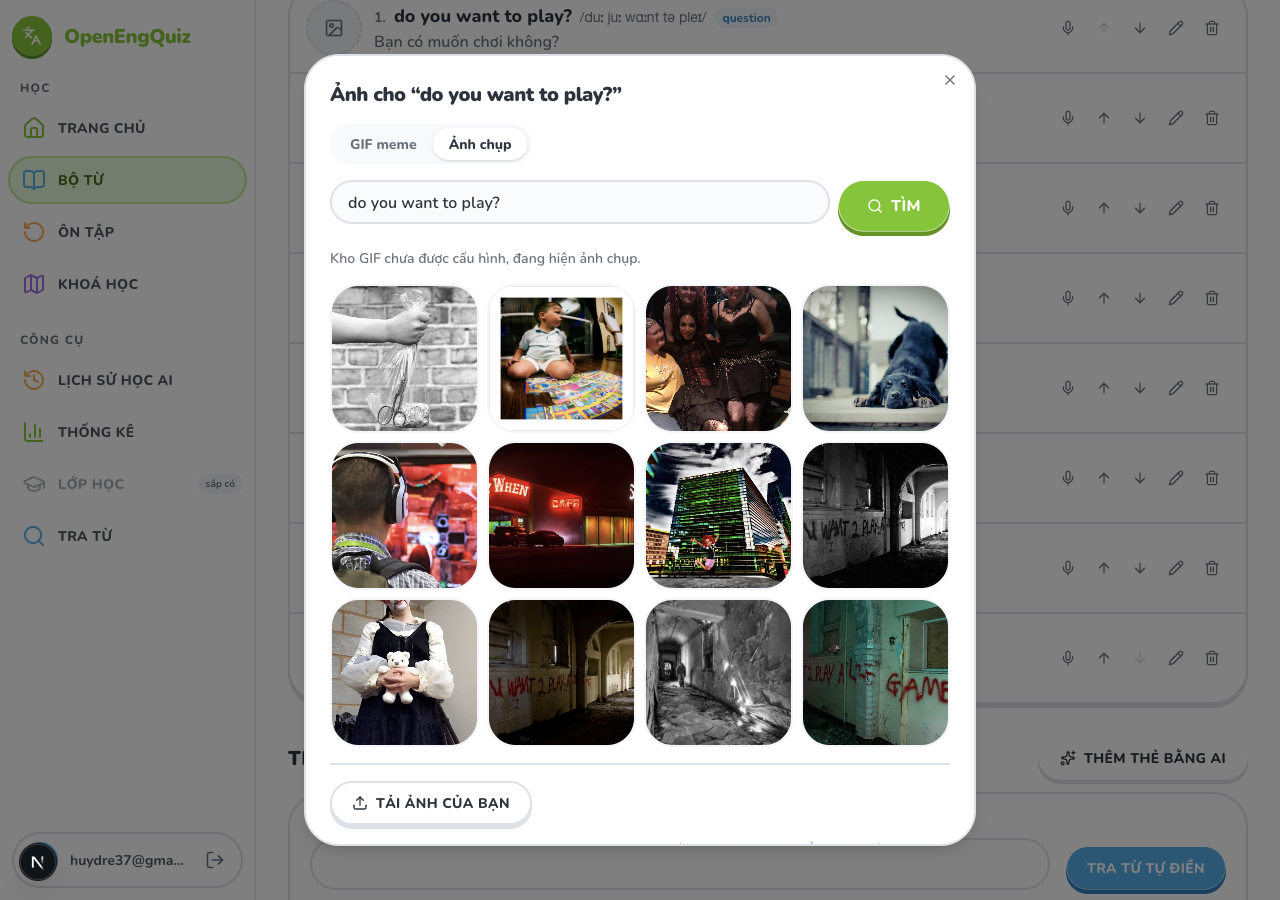 OpenEngQuiz
HỌC
TRANG CHỦ
BỘ TỪ
ÔN TẬP
KHOÁ HỌC
CÔNG CỤ
LỊCH SỬ HỌC AI
THỐNG KÊ
LỚP HỌC
sắp có
TRA TỪ
N
huydre37@gma...
1. do you want to play? /duː juː wɑːnt tə pleɪ/ question
Bạn có muốn chơi không?
Ảnh cho “do you want to play?”
GIF meme
Ảnh chụp
do you want to play?
TÌM
Kho GIF chưa được cấu hình, đang hiện ảnh chụp.
WHEN
CAFE
WANT 2 PLAY
WANT 2 PLAY
2 PLAY A
GAME
TẢI ẢNH CỦA BẠN
THÊM THẺ BẰNG AI
TRA TỪ TỰ ĐIỀN